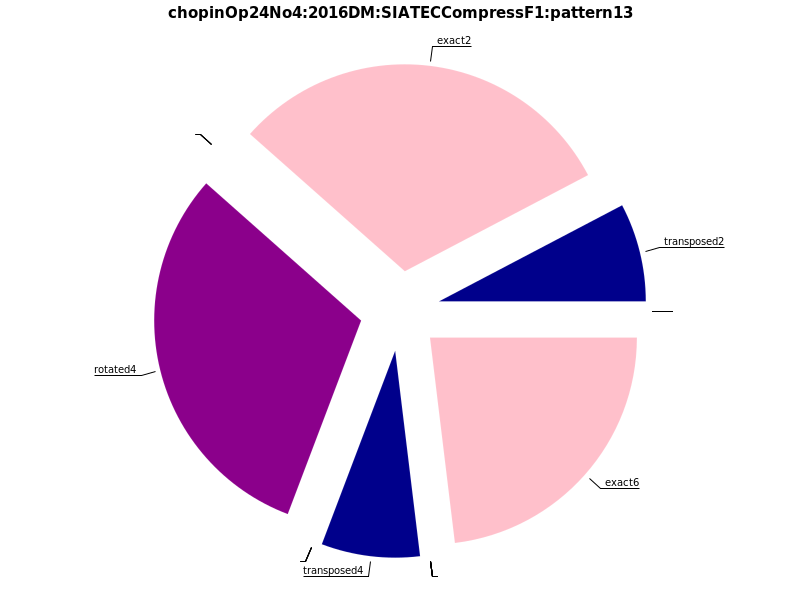 chopinOp24No4:2016DM:SIATECCompressF1:pattern13
exact2
transposed2
rotated4
exact6
transposed4